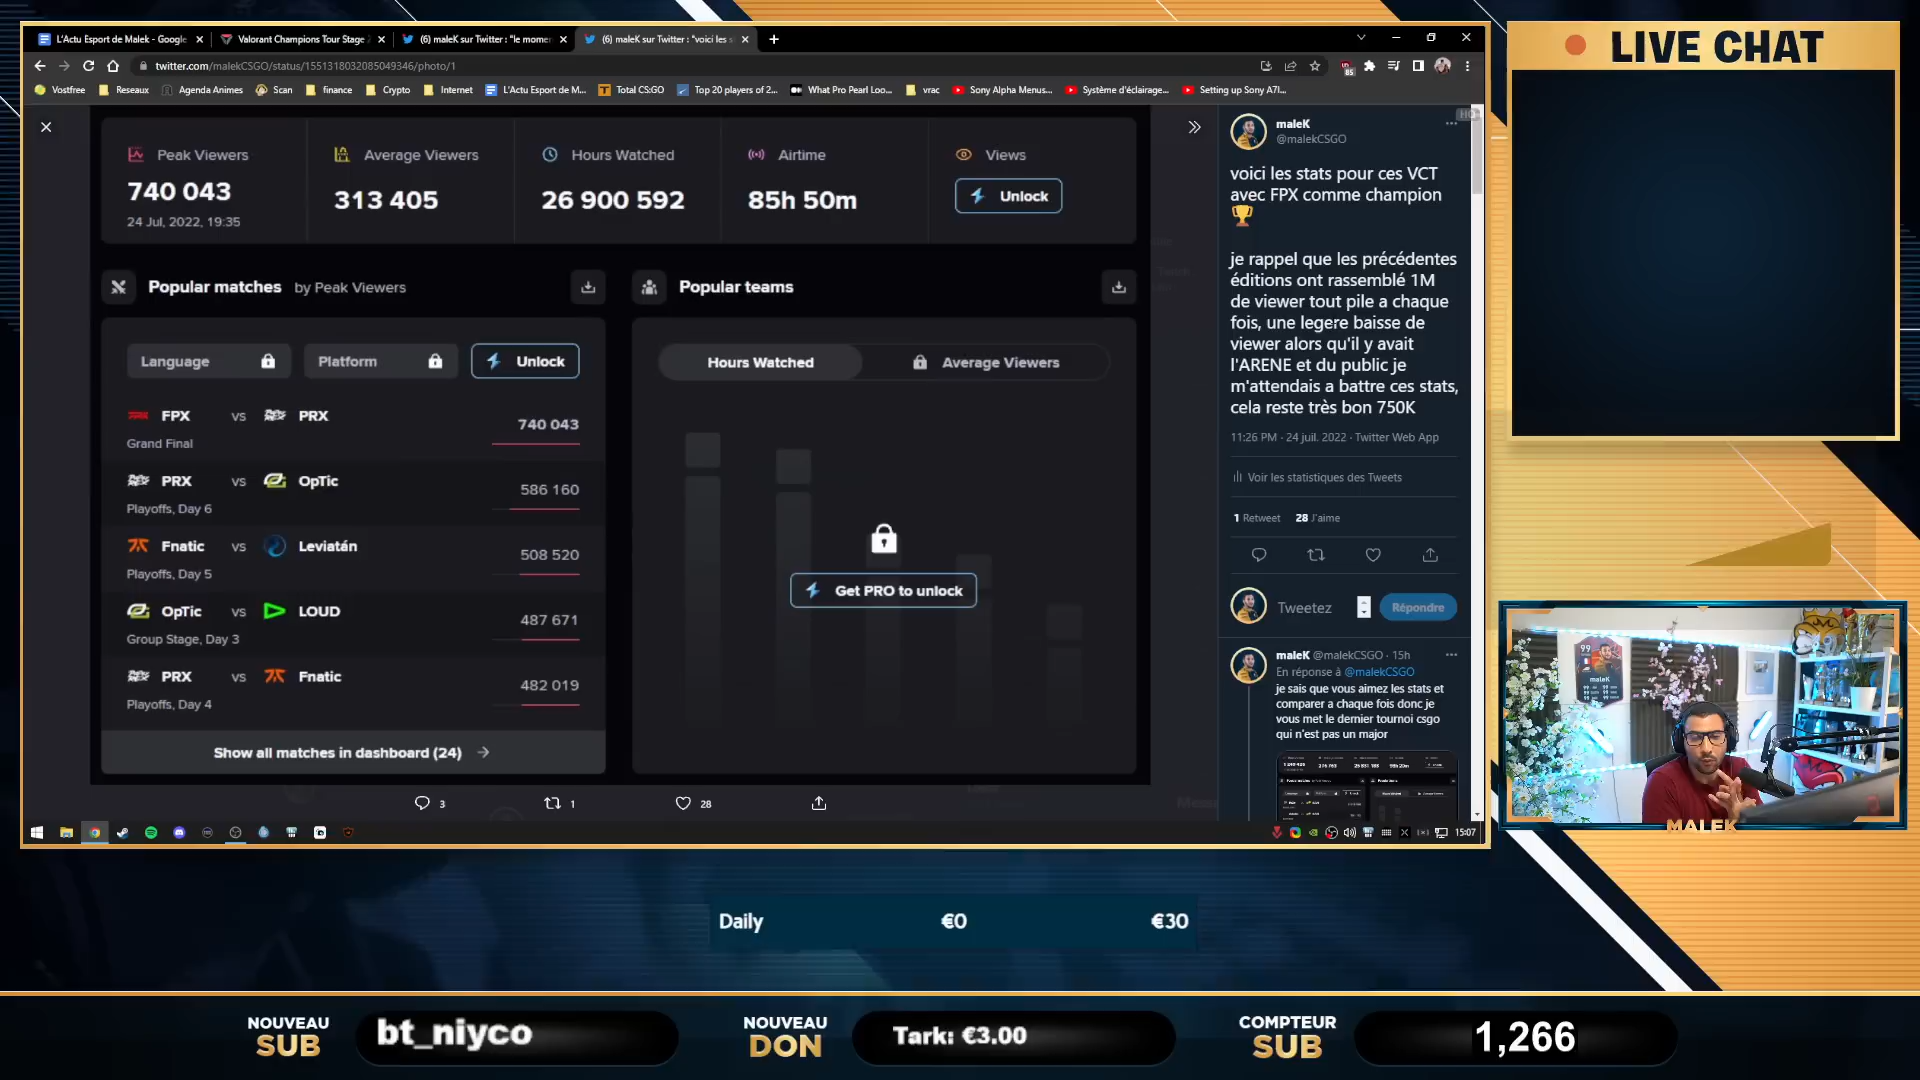 L'Actu Esport de Malek - Google
Valorant Champions Tour Stage
(6) maleK sur Twitter : "le momen
(6) maleK sur Twitter : "voici les s
twitter.com/malekCSGO/status/1551318032085049346/photo/1
Vostfree
Reseaux
Agenda Animes
Scan
finance
Crypto
Internet
L'Actu Esport de M...
Total CS:GO
Top 20 players of 2...
What Pro Pearl Loo...
vrac
Sony Alpha Menus...
Système d'éclairage...
Setting up Sony A7I...
Peak Viewers
740 043
24 Jul, 2022, 19:35
Average Viewers
313 405
Hours Watched
26 900 592
Airtime
85h 50m
Views
Unlock
Popular matches by Peak Viewers
Language
Platform
Unlock
FPX vs PRX
740 043
Grand Final
PRX vs OpTic
586 160
Playoffs, Day 6
Fnatic vs Leviatán
508 520
Playoffs, Day 5
OpTic vs LOUD
487 671
Group Stage, Day 3
PRX vs Fnatic
482 019
Playoffs, Day 4
Show all matches in dashboard (24)
Popular teams
Hours Watched
Average Viewers
Get PRO to unlock
3
1
28
maleK
@malekCSGO
voici les stats pour ces VCT
avec FPX comme champion
je rappel que les précédentes
éditions ont rassemblé 1M
de viewer tout pile a chaque
fois, une legere baisse de
viewer alors qu'il y avait
l'ARENE et du public je
m'attendais a battre ces stats,
cela reste très bon 750K
11:26 PM · 24 juil. 2022 · Twitter Web App
Voir les statistiques des Tweets
1 Retweet 28 J'aime
Tweetez
Répondre
maleK @malekCSGO · 15h
En réponse à @malekCSGO
je sais que vous aimez les stats et
comparer a chaque fois donc je
vous met le dernier tournoi csgo
qui n'est pas un major
15:07
LIVE CHAT
99
maleK
MALEK
Daily €0 €30
NOUVEAU
SUB
bt_niyco
NOUVEAU
DON
Tark: €3.00
COMPTEUR
SUB
1,266